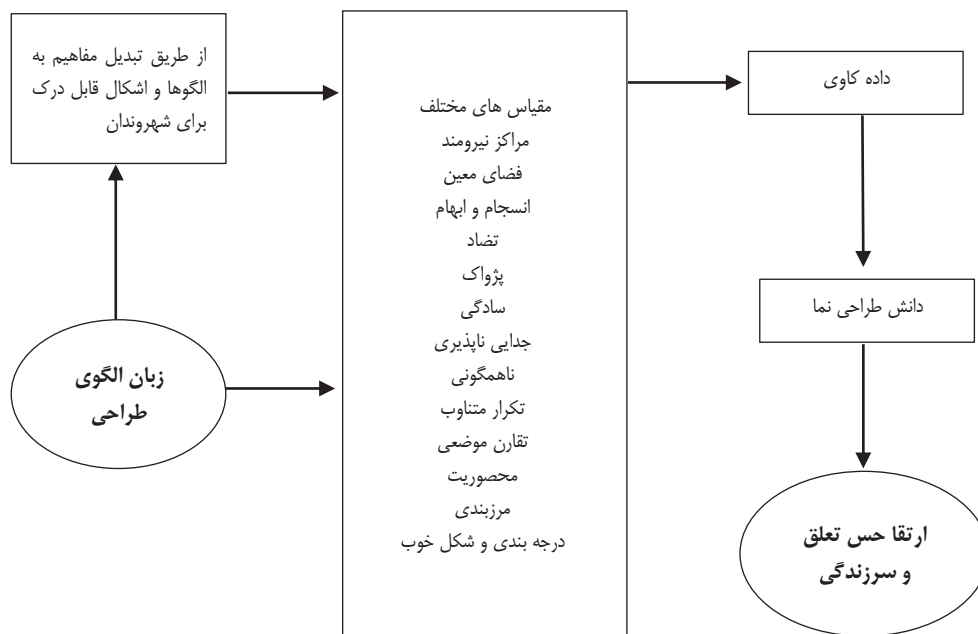 از طریق تبدیل مفاهیم به
الگوها و اشکال قابل درک
برای شهروندان
زبان الگوی
طراحی
مقیاس های مختلف
مراکز نیرومند
فضای معین
انسجام و ابهام
تضاد
پژواک
سادگی
جدایی ناپذیری
ناهمگونی
تکرار متناوب
تقارن موضعی
محصوریت
مرزبندی
درجه بندی و شکل خوب
داده کاوی
دانش طراحی نما
ارتقا حس تعلق
و سرزندگی